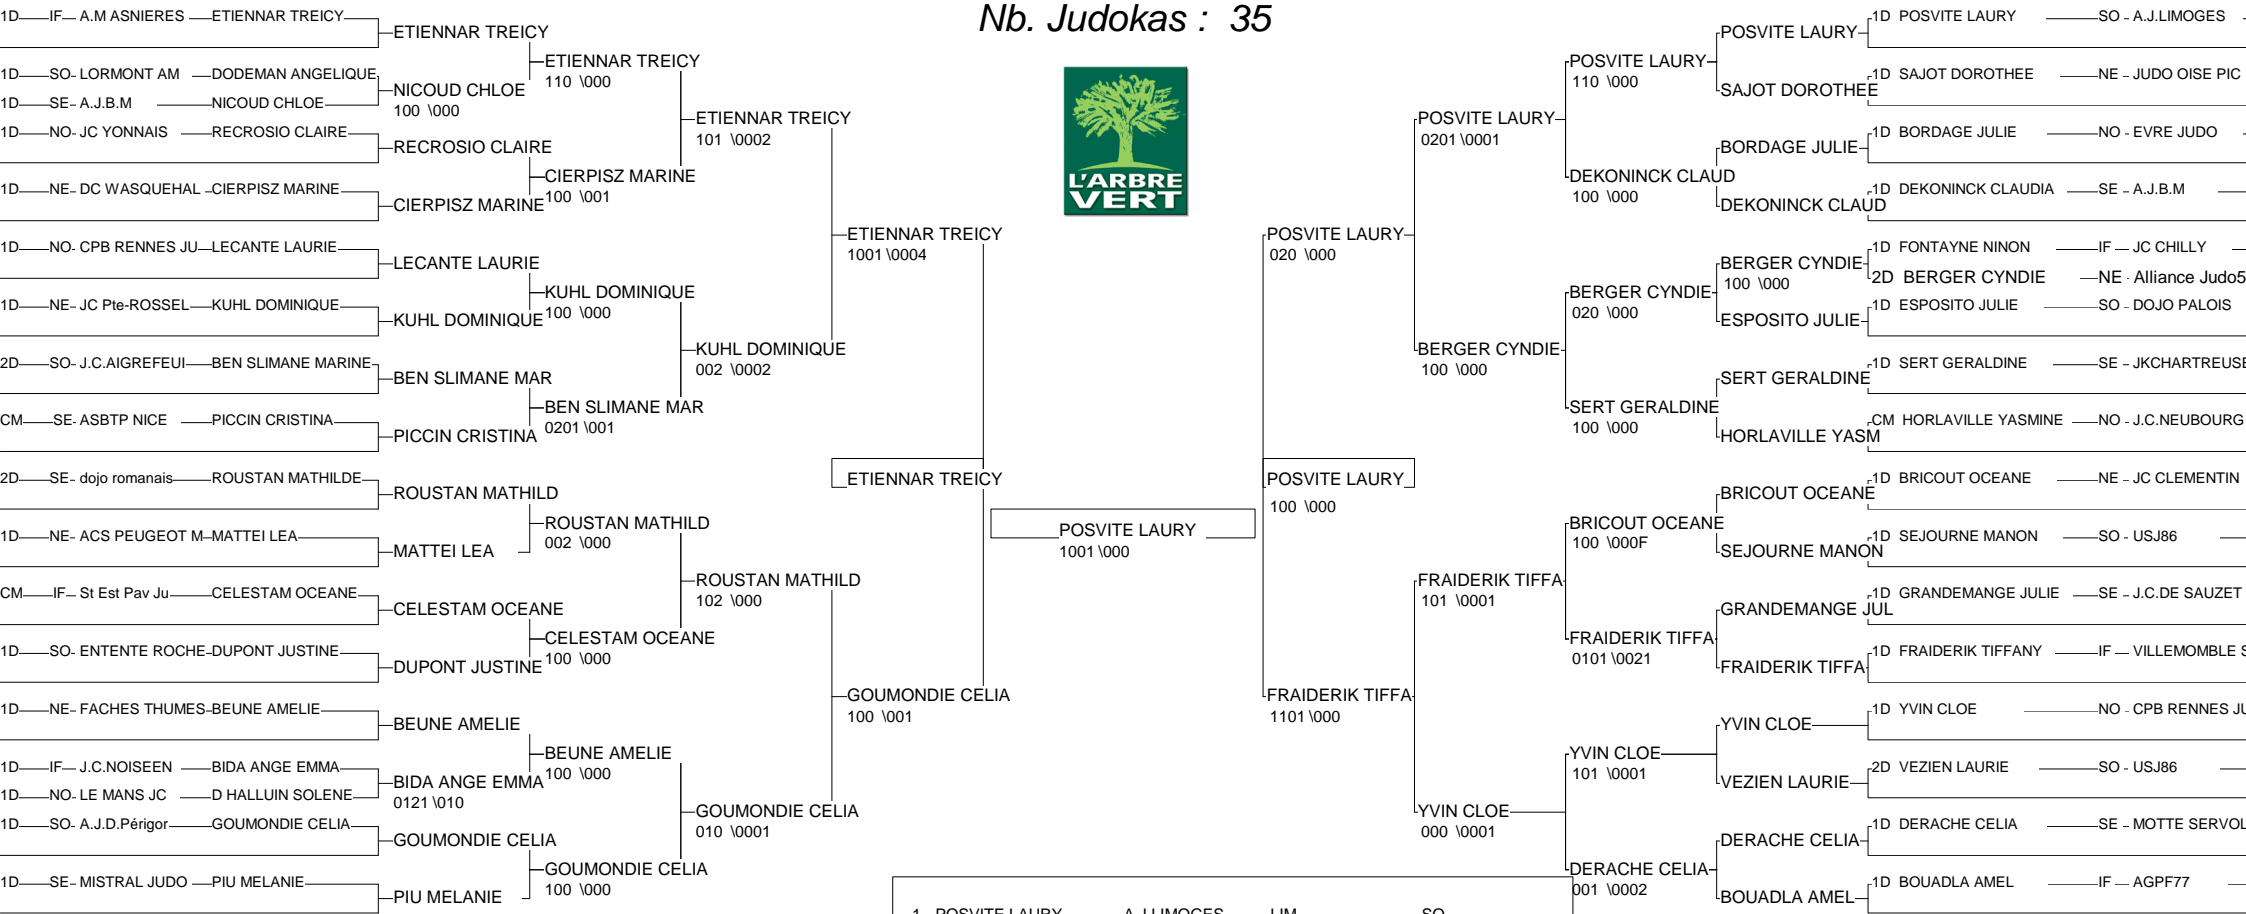 Nb. Judokas : 35
L'ARBRE
VERT
1D IF A.M ASNIERES ETIENNAR TREICY
1D SO LORMONT AM DODEMAN ANGELIQUE
1D SE A.J.B.M NICOUD CHLOE
1D NO JC YONNAIS RECROSIO CLAIRE
1D NE DC WASQUEHAL CIERPISZ MARINE
1D NO CPB RENNES JU LECANTE LAURIE
1D NE JC Pte-ROSSEL KUHL DOMINIQUE
2D SO J.C.AIGREFEUI BEN SLIMANE MARINE
CM SE ASBTP NICE PICCIN CRISTINA
2D SE dojo romanais ROUSTAN MATHILDE
1D NE ACS PEUGEOT M MATTEI LEA
CM IF St Est Pav Ju CELESTAM OCEANE
1D SO ENTENTE ROCHE DUPONT JUSTINE
1D NE FACHES THUMES BEUNE AMELIE
1D IF J.C.NOISEEN BIDA ANGE EMMA
1D NO LE MANS JC D HALLUIN SOLENE
1D SO A.J.D.Périgor GOUMONDIE CELIA
1D SE MISTRAL JUDO PIU MELANIE
ETIENNAR TREICY
NICOUD CHLOE
100 \000
RECROSIO CLAIRE
CIERPISZ MARINE
LECANTE LAURIE
KUHL DOMINIQUE
BEN SLIMANE MAR
PICCIN CRISTINA
ROUSTAN MATHILD
MATTEI LEA
CELESTAM OCEANE
DUPONT JUSTINE
BEUNE AMELIE
BIDA ANGE EMMA
0121 \010
GOUMONDIE CELIA
PIU MELANIE
ETIENNAR TREICY
110 \000
CIERPISZ MARINE
100 \001
KUHL DOMINIQUE
100 \000
BEN SLIMANE MAR
0201 \001
ROUSTAN MATHILD
002 \000
CELESTAM OCEANE
100 \000
BEUNE AMELIE
100 \000
GOUMONDIE CELIA
100 \000
ETIENNAR TREICY
101 \0002
KUHL DOMINIQUE
002 \0002
ROUSTAN MATHILD
102 \000
GOUMONDIE CELIA
010 \0001
ETIENNAR TREICY
1001 \0004
GOUMONDIE CELIA
100 \001
ETIENNAR TREICY
POSVITE LAURY
1001 \000
POSVITE LAURY
100 \000
POSVITE LAURY
020 \000
FRAIDERIK TIFFA
1101 \000
POSVITE LAURY
0201 \0001
BERGER CYNDIE
100 \000
FRAIDERIK TIFFA
101 \0001
YVIN CLOE
000 \0001
POSVITE LAURY
110 \000
DEKONINCK CLAUD
100 \000
BERGER CYNDIE
020 \000
SERT GERALDINE
100 \000
BRICOUT OCEANE
100 \000F
FRAIDERIK TIFFA
0101 \0021
YVIN CLOE
101 \0001
DERACHE CELIA
001 \0002
POSVITE LAURY
SAJOT DOROTHEE
BORDAGE JULIE
DEKONINCK CLAUD
BERGER CYNDIE
100 \000
ESPOSITO JULIE
SERT GERALDINE
HORLAVILLE YASM
BRICOUT OCEANE
SEJOURNE MANON
GRANDEMANGE JUL
FRAIDERIK TIFFA
YVIN CLOE
VEZIEN LAURIE
DERACHE CELIA
BOUADLA AMEL
1D POSVITE LAURY SO - A.J.LIMOGES
1D SAJOT DOROTHEE NE - JUDO OISE PIC
1D BORDAGE JULIE NO - EVRE JUDO
1D DEKONINCK CLAUDIA SE - A.J.B.M
1D FONTAYNE NINON IF - JC CHILLY
2D BERGER CYNDIE NE - Alliance Judo5
1D ESPOSITO JULIE SO - DOJO PALOIS
1D SERT GERALDINE SE - JKCHARTREUSE
CM HORLAVILLE YASMINE NO - J.C.NEUBOURG
1D BRICOUT OCEANE NE - JC CLEMENTIN
1D SEJOURNE MANON SO - USJ86
1D GRANDEMANGE JULIE SE - J.C.DE SAUZET
1D FRAIDERIK TIFFANY IF - VILLEMOMBLE S
1D YVIN CLOE NO - CPB RENNES JU
2D VEZIEN LAURIE SO - USJ86
1D DERACHE CELIA SE - MOTTE SERVOL
1D BOUADLA AMEL IF - AGPF77
1 POSVITE LAURY A.J.LIMOGES LIM SO